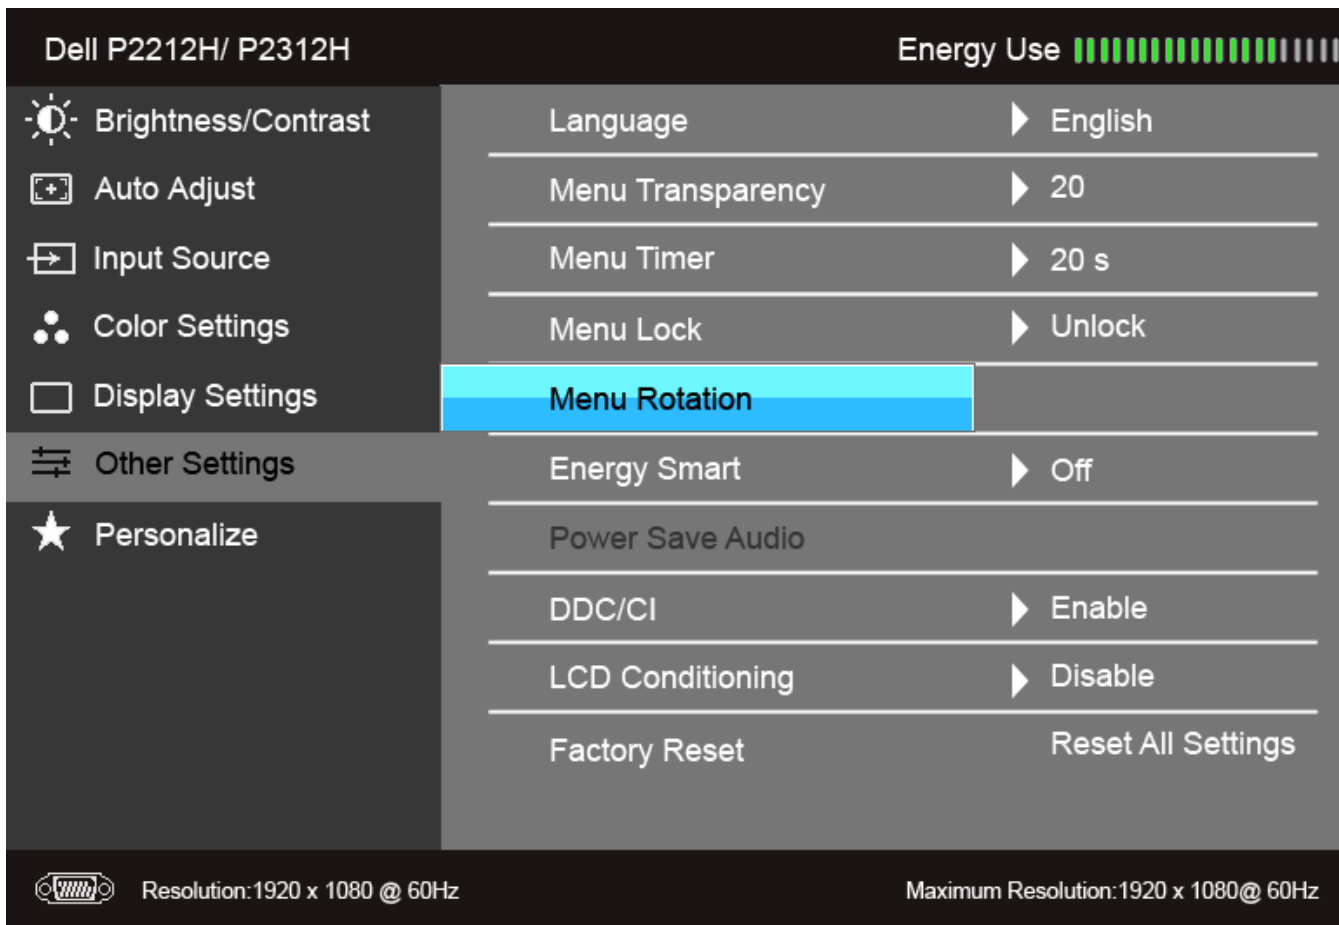 Dell P2212H/ P2312H
Energy Use
Brightness/Contrast
Auto Adjust
Input Source
Color Settings
Display Settings
Other Settings
Personalize
Language English
Menu Transparency 20
Menu Timer 20 s
Menu Lock Unlock
Menu Rotation
Energy Smart Off
Power Save Audio
DDC/CI Enable
LCD Conditioning Disable
Factory Reset Reset All Settings
Resolution:1920 x 1080 @ 60Hz
Maximum Resolution:1920 x 1080@ 60Hz